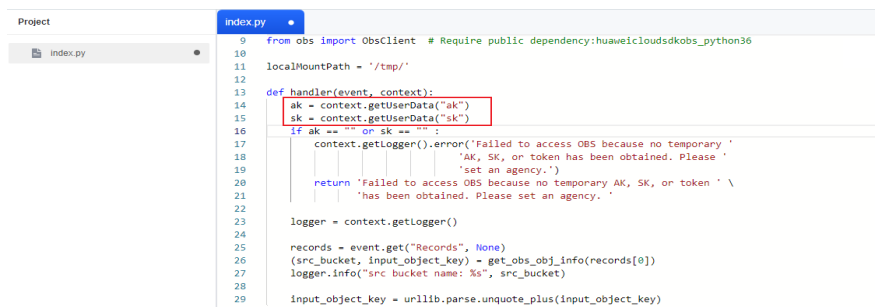 Project
index.py
index.py
9 from obs import ObsClient # Require public dependency:huaweicloudsdkobs_python36
10
11 localMountPath = '/tmp/'
12
13 def handler(event, context):
14 ak = context.getUserData("ak")
15 sk = context.getUserData("sk")
16 if ak == "" or sk == "" :
17 context.getLogger().error('Failed to access OBS because no temporary '
18 'AK, SK, or token has been obtained. Please '
19 'set an agency.')
20 return 'Failed to access OBS because no temporary AK, SK, or token ' \
21 'has been obtained. Please set an agency. '
22
23 logger = context.getLogger()
24
25 records = event.get("Records", None)
26 (src_bucket, input_object_key) = get_obs_obj_info(records[0])
27 logger.info("src bucket name: %s", src_bucket)
28
29 input_object_key = urllib.parse.unquote_plus(input_object_key)